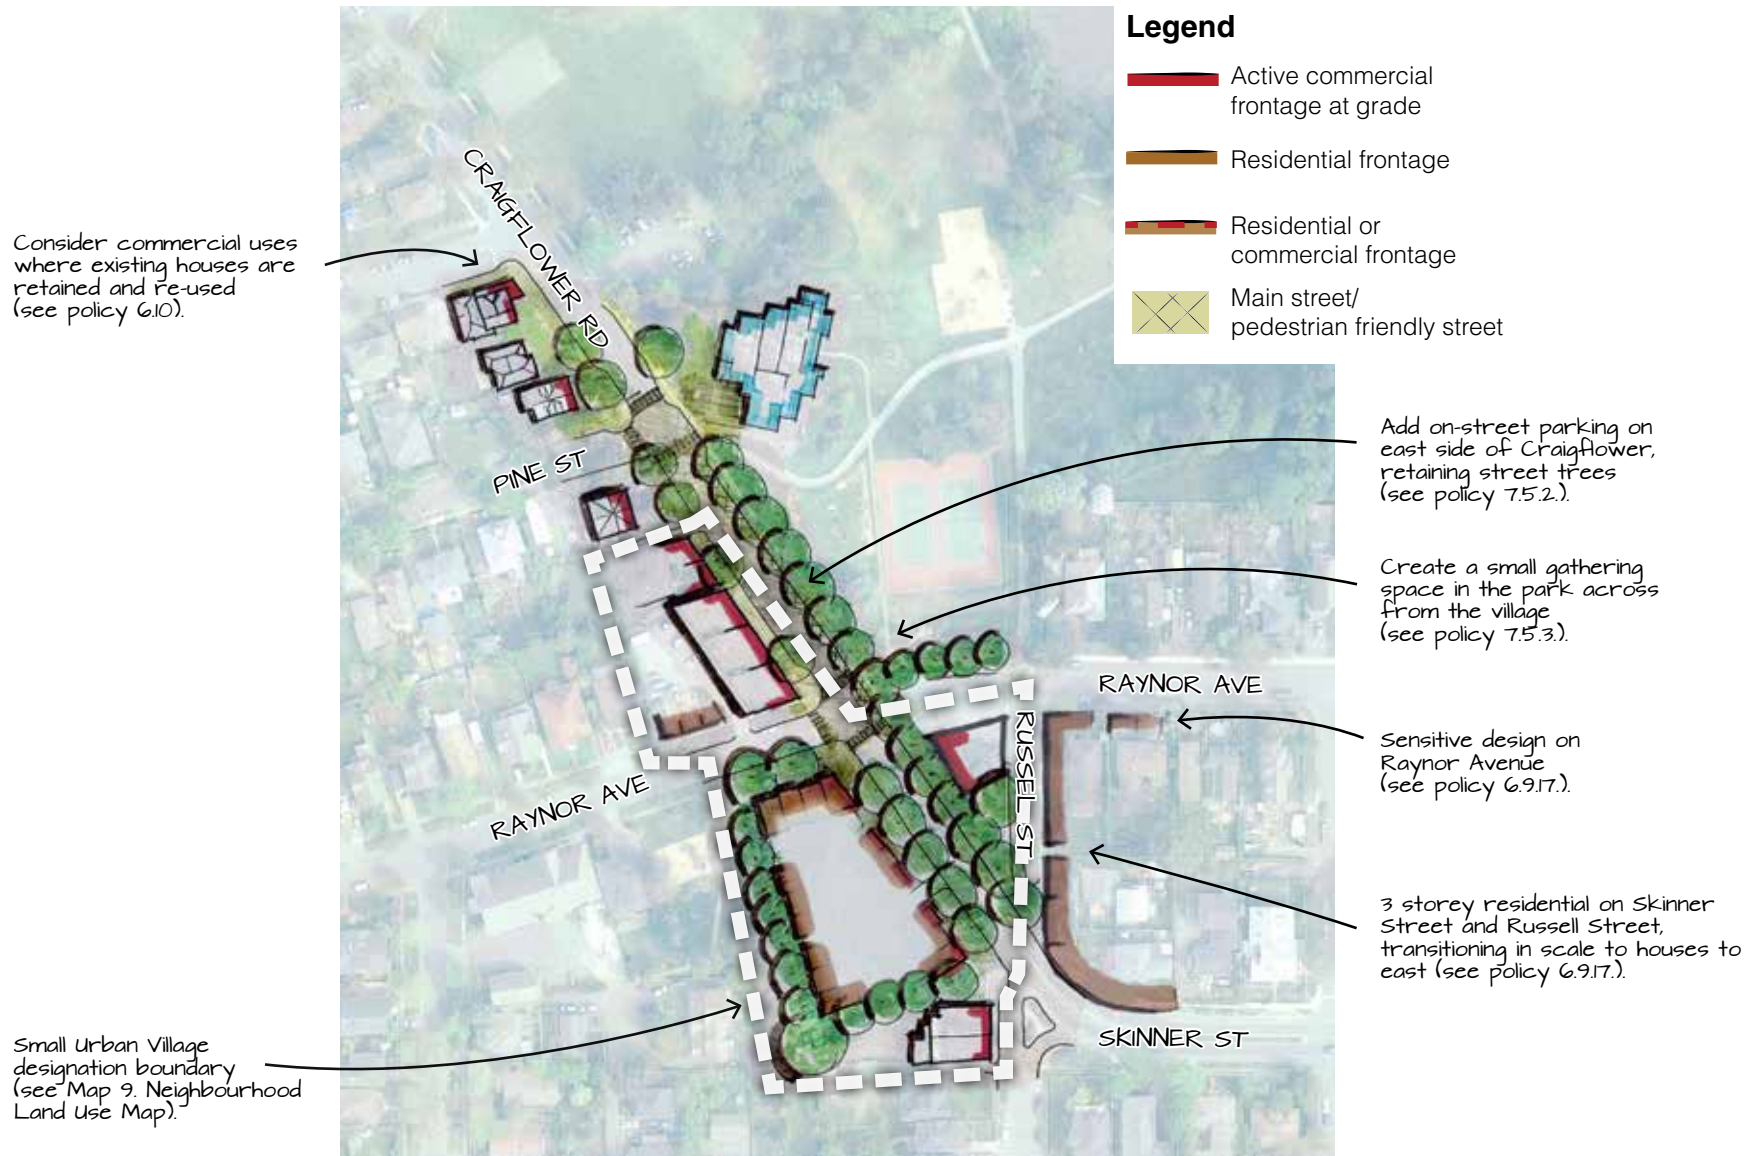 Legend
Active commercial
frontage at grade
Residential frontage
Residential or
commercial frontage
Main street/
pedestrian friendly street
CRAIGFLOWER RD
Consider commercial uses
where existing houses are
retained and re-used
(see policy 6.10).
PINE ST
Add on-street parking on
east side of Craigflower,
retaining street trees
(see policy 7.5.2.).
Create a small gathering
space in the park across
from the village
(see policy 7.5.3.).
RAYNOR AVE
RUSSEL ST
Sensitive design on
Raynor Avenue
(see policy 6.9.17.).
RAYNOR AVE
3 storey residential on Skinner
Street and Russell Street,
transitioning in scale to houses to
east (see policy 6.9.17.).
SKINNER ST
Small Urban Village
designation boundary
(see Map 9. Neighbourhood
Land Use Map).